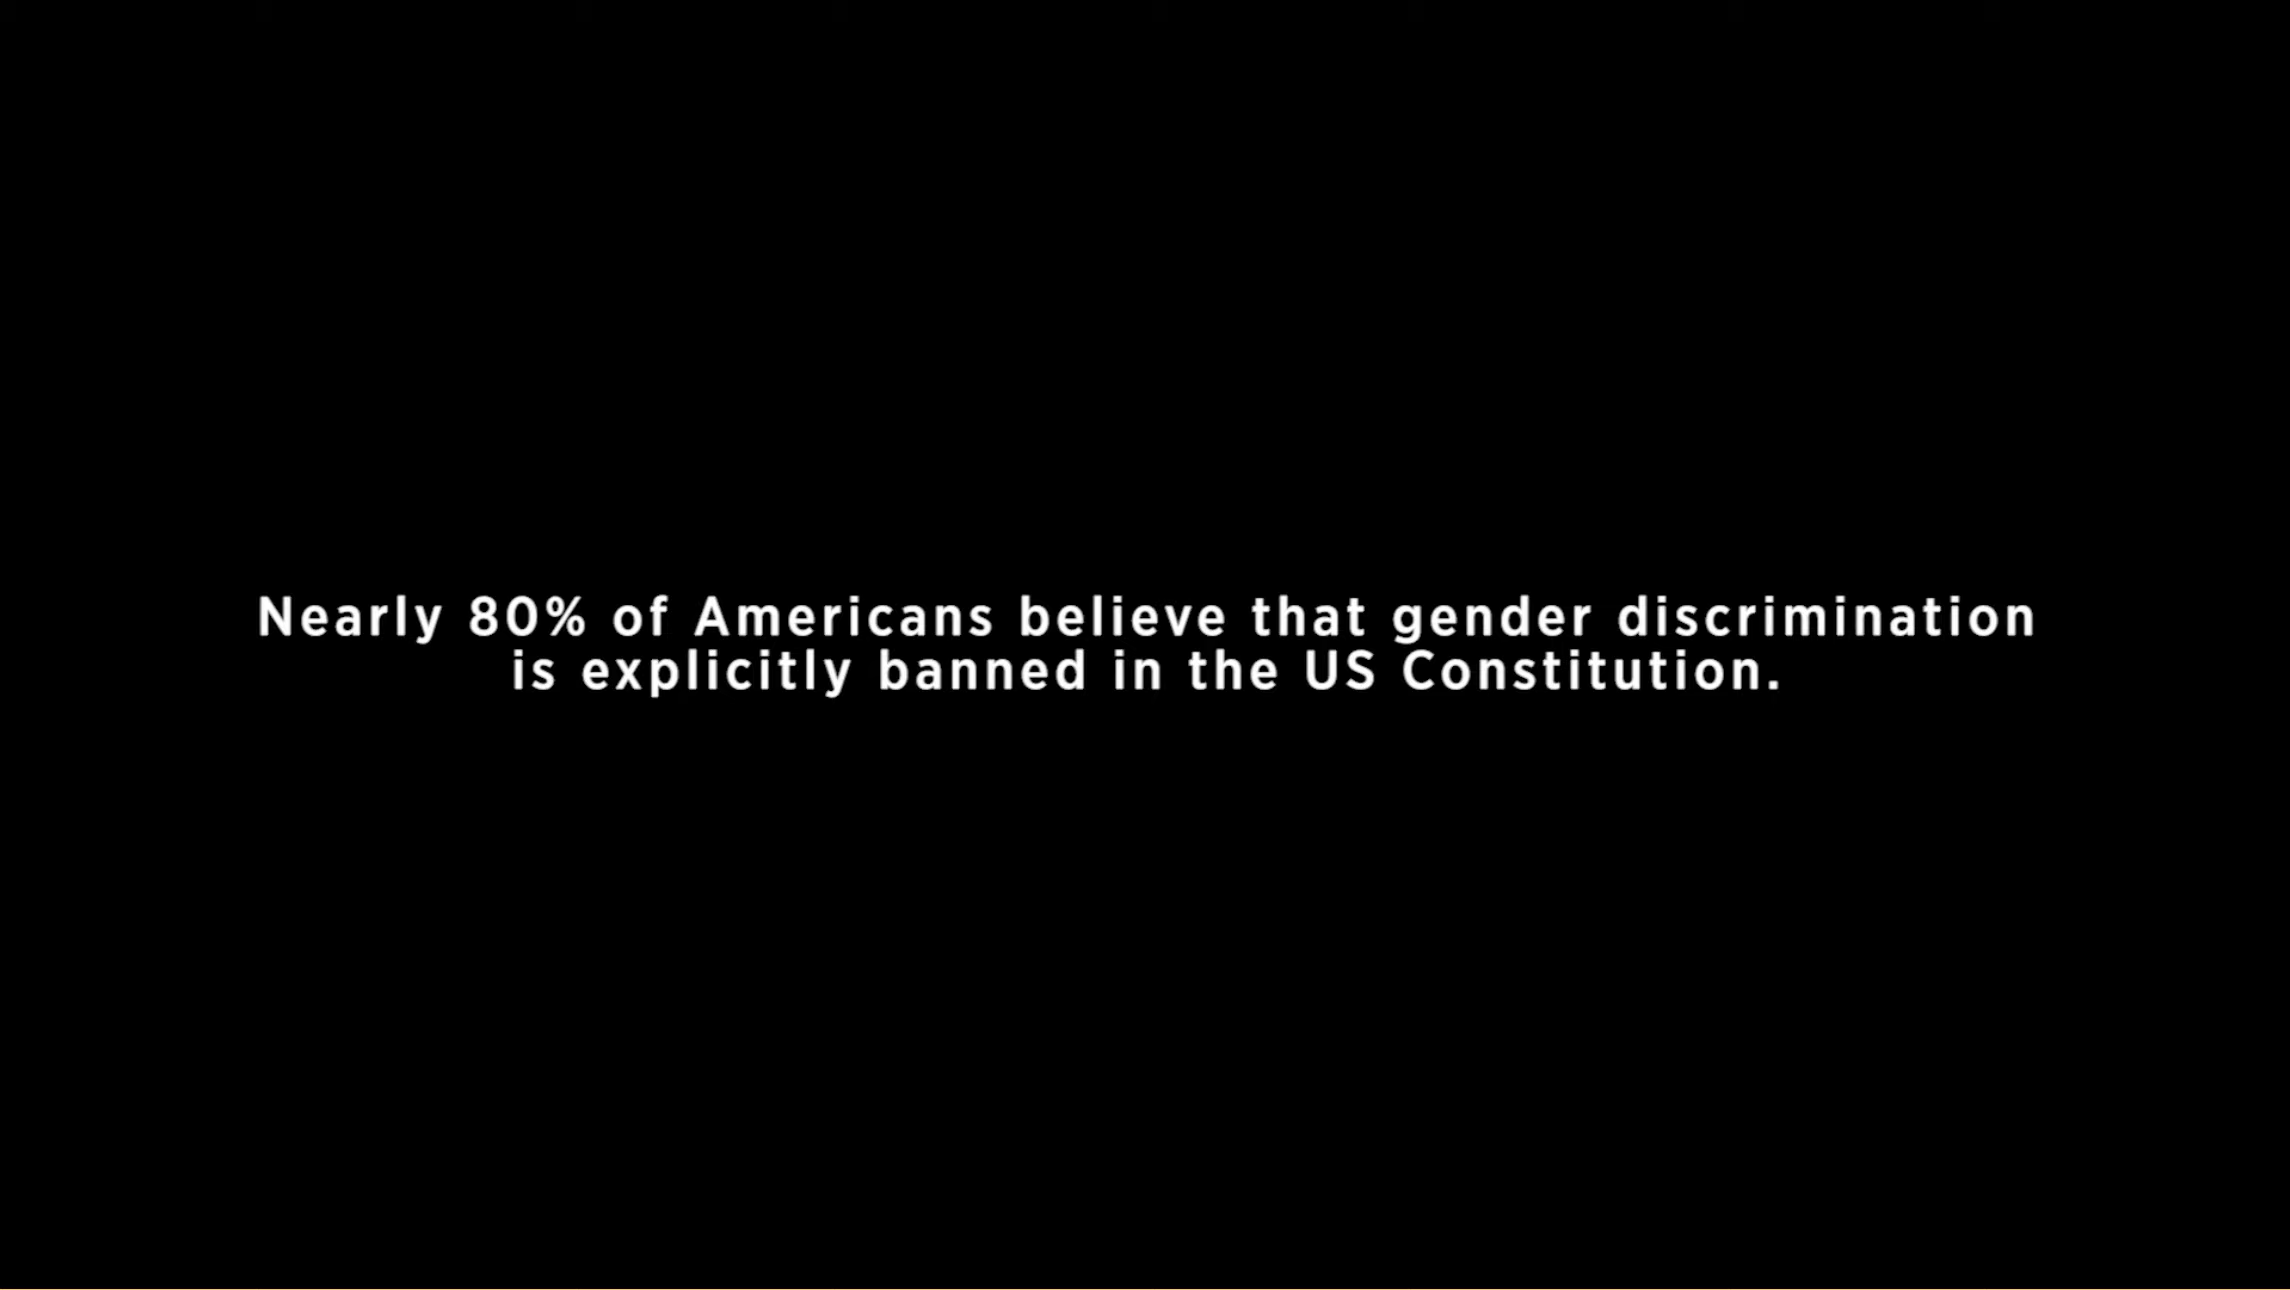 Nearly 80% of Americans believe that gender discrimination
is explicitly banned in the US Constitution.